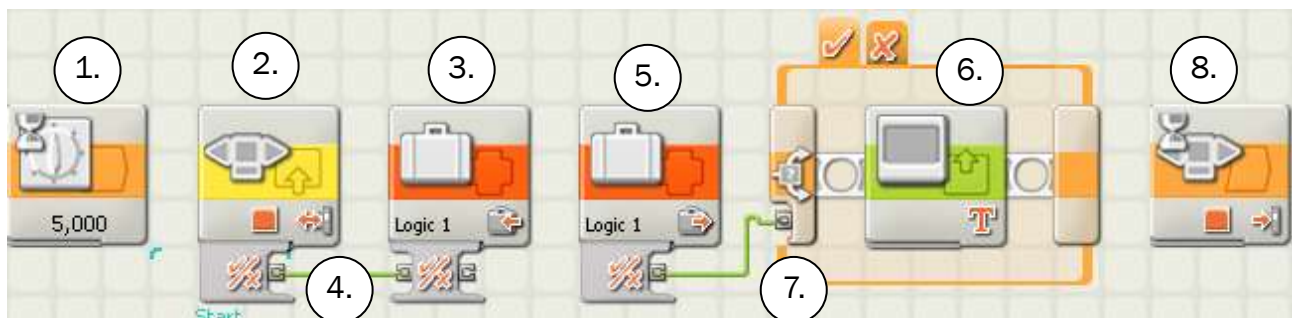 1.
2.
3.
5.
6.
8.
5,000
Logic 1
Logic 1
T
4.
7.
Start